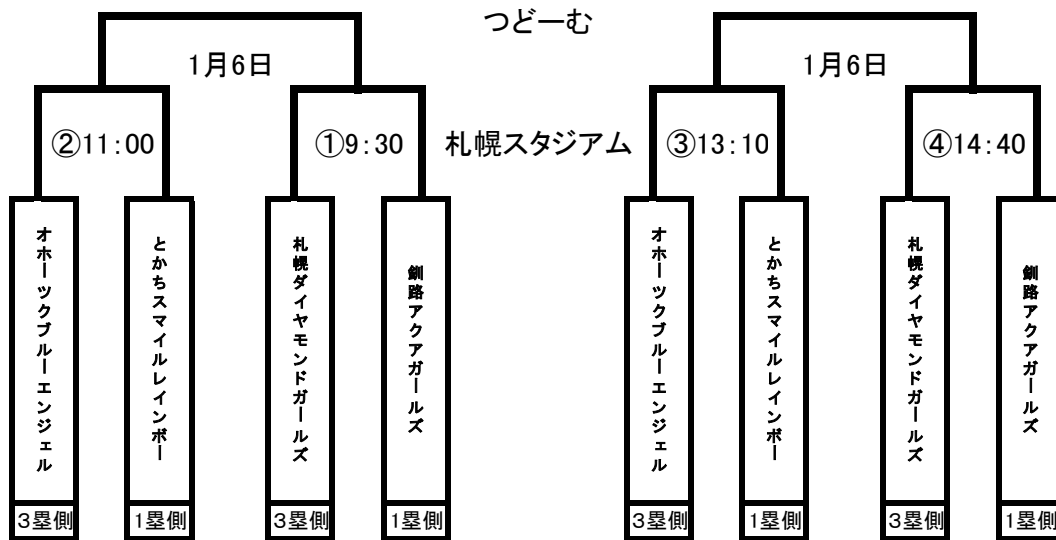 つどーむ
1月6日
1月6日
②11:00
①9:30
札幌スタジアム
③13:10
④14:40
オホーツクブルーエンジェル
とかちスマイルレインボー
札幌ダイヤモンドガールズ
釧路アクアガールズ
オホーツクブルーエンジェル
とかちスマイルレインボー
札幌ダイヤモンドガールズ
釧路アクアガールズ
3塁側
1塁側
3塁側
1塁側
3塁側
1塁側
3塁側
1塁側